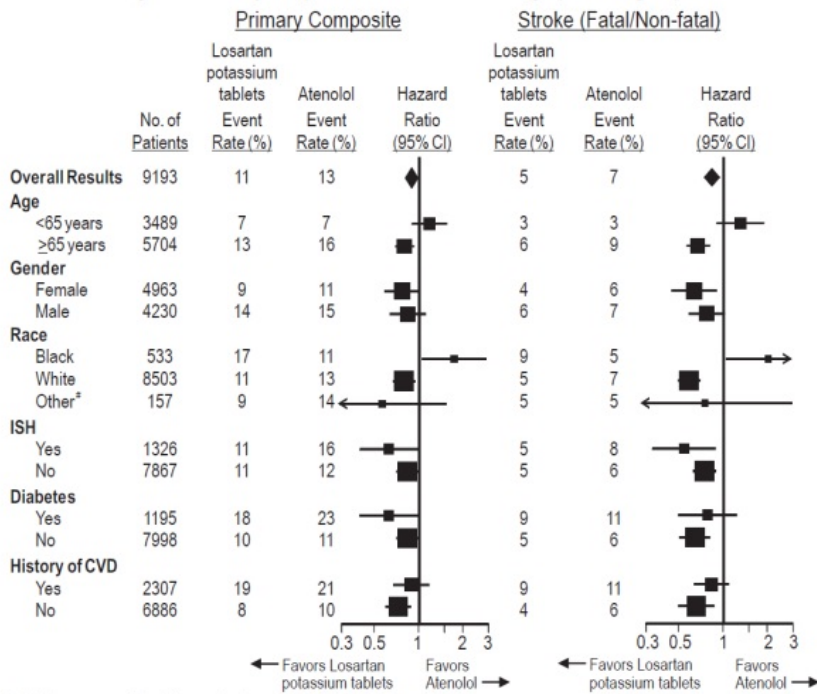 Primary Composite Stroke (Fatal/Non-fatal)
Losartan Losartan
potassium potassium
tablets Atenolol Hazard tablets Atenolol Hazard
No. of Event Event Ratio Event Event Ratio
Patients Rate (%) Rate (%) (95% CI) Rate (%) Rate (%) (95% CI)
Overall Results 9193 11 13 5 7
Age
<65 years 3489 7 7 3 3
≥65 years 5704 13 16 6 9
Gender
Female 4963 9 11 4 6
Male 4230 14 15 6 7
Race
Black 533 17 11 9 5
White 8503 11 13 5 7
Other 157 9 14 5 5
ISH
Yes 1326 11 16 5 8
No 7867 11 12 5 6
Diabetes
Yes 1195 18 23 9 11
No 7998 10 11 5 6
History of CVD
Yes 2307 19 21 9 11
No 6886 8 10 4 6
0.3 0.5 1 2 3 0.3 0.5 1 2 3
← Favors Losartan Favors ← Favors Losartan Favors
potassium tablets Atenolol → potassium tablets Atenolol →